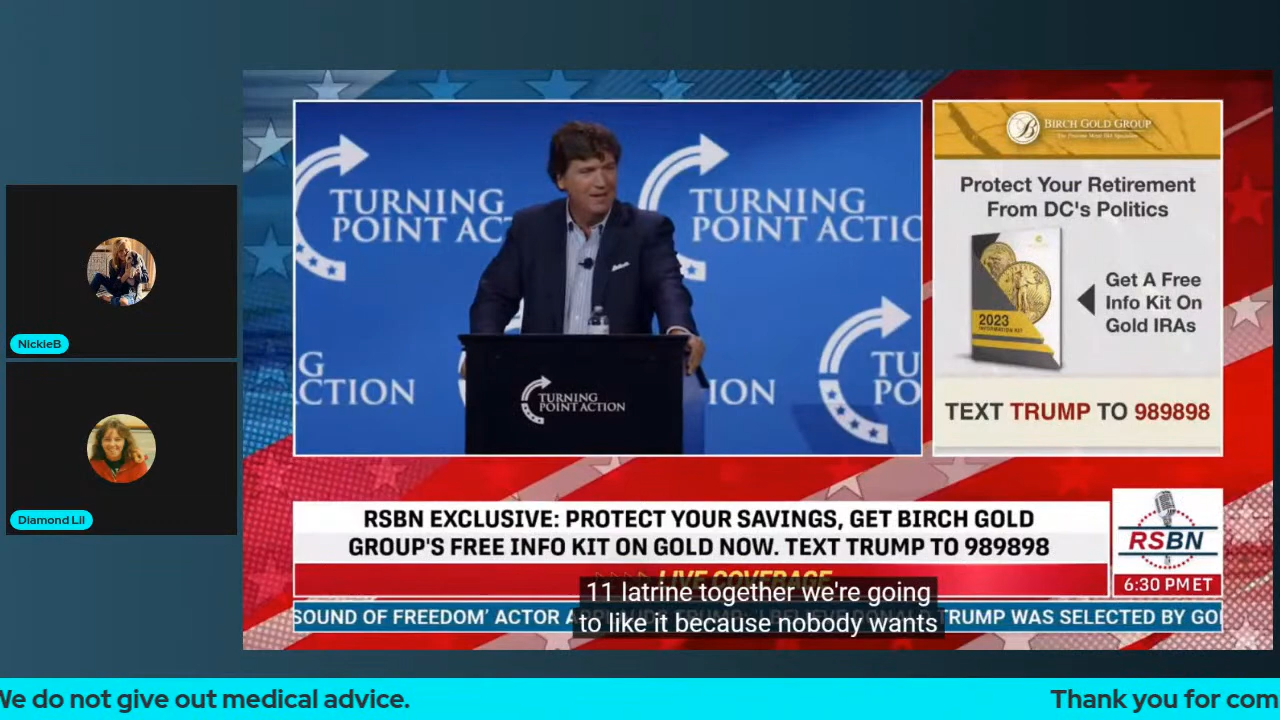 NickieB
Diamond Lil
TURNING
POINT AC
TURNING
POINT ACTIC
G
CTION
ION
TU
PO
TURNING
POINT ACTION
BIRCH GOLD GROUP
Protect Your Retirement
From DC's Politics
2023
Get A Free
Info Kit On
Gold IRAs
TEXT TRUMP TO 989898
RSBN EXCLUSIVE: PROTECT YOUR SAVINGS, GET BIRCH GOLD
GROUP'S FREE INFO KIT ON GOLD NOW. TEXT TRUMP TO 989898
RSBN
6:30 PM ET
LIVE COVERAGE
11 latrine together we're going
to like it because nobody wants
SOUND OF FREEDOM' ACTOR TRUMP WAS SELECTED BY GO
We do not give out medical advice.
Thank you for com